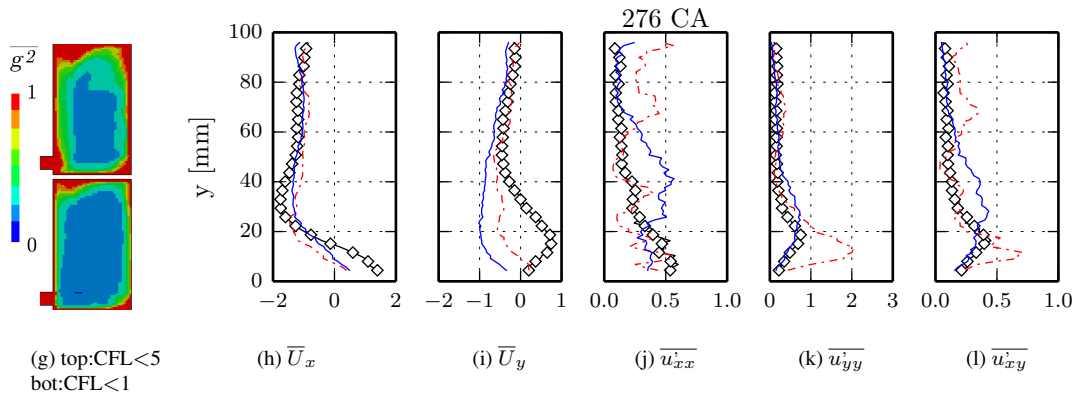 276 CA
g²
1
0
y [mm]
100
80
60
40
20
0
−2 0 2
−2 −1 0 1
0.0 0.5 1.0
0 1 2 3
0.0 0.5 1.0
(g) top:CFL<5
bot:CFL<1
(h) U̅x
(i) U̅y
(j) u'xx
(k) u'yy
(l) u'xy